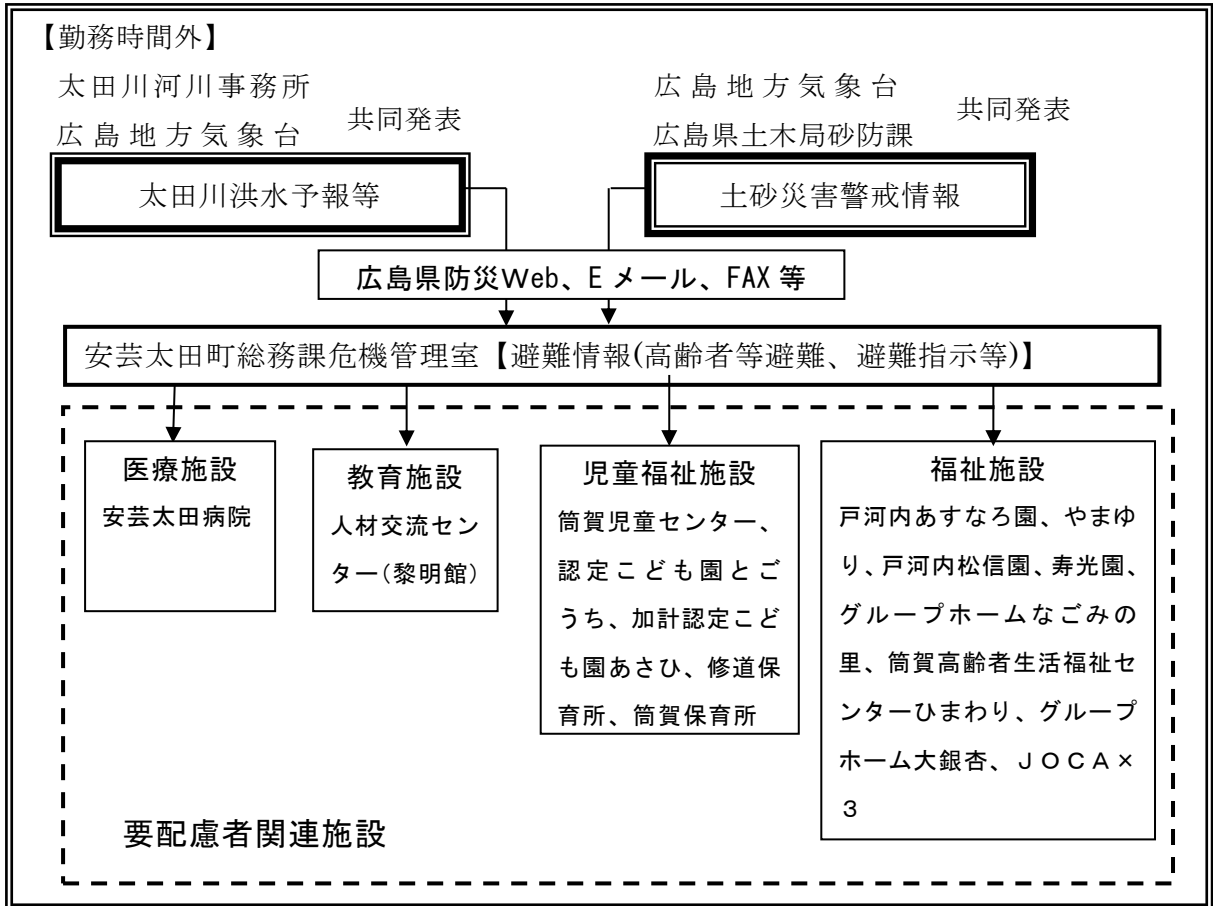 【勤務時間外】
太田川河川事務所
広島地方気象台
共同発表
太田川洪水予報等
広島地方気象台
広島県土木局砂防課
共同発表
土砂災害警戒情報
広島県防災Web、Eメール、FAX等
安芸太田町総務課危機管理室【避難情報(高齢者等避難、避難指示等)】
医療施設
安芸太田病院
教育施設
人材交流セン
ター(黎明館)
児童福祉施設
筒賀児童センター、
認定こども園とご
うち、加計認定こど
も園あさひ、修道保
育所、筒賀保育所
福祉施設
戸河内あすなろ園、やまゆ
り、戸河内松信園、寿光園、
グループホームなごみの
里、筒賀高齢者生活福祉セ
ンターひまわり、グループ
ホーム大銀杏、ＪＯＣＡ×
３
要配慮者関連施設